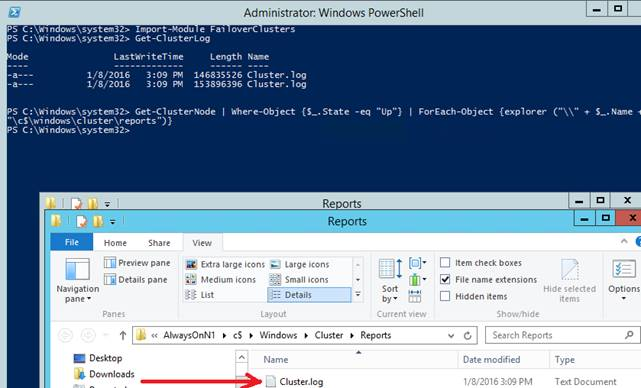 Administrator: Windows PowerShell
PS C:\Windows\system32> Import-Module FailoverClusters
PS C:\Windows\system32> Get-ClusterLog
Mode LastWriteTime Length Name
---- ------------- ------ ----
-a--- 1/8/2016 3:09 PM 146835526 Cluster.log
-a--- 1/8/2016 3:09 PM 153896396 Cluster.log
PS C:\Windows\system32> Get-ClusterNode | Where-Object {$_.State -eq "Up"} | ForEach-Object {explorer ("\\" + $_.Name +
"\c$\windows\cluster\reports")}
PS C:\Windows\system32>
Reports
Reports
File Home Share View
Navigation pane
Preview pane
Details pane
Panes
Extra large icons Large icons
Medium icons Small icons
List Details
Layout
Sort by
Current view
Item check boxes
File name extensions
Hidden items
Hide selected items
Show/hide
Options
« AlwaysOnN1 c$ Windows Cluster Reports
Search Reports
Desktop
Downloads
Name Date modified Type
Cluster.log 1/8/2016 3:09 PM Text Document